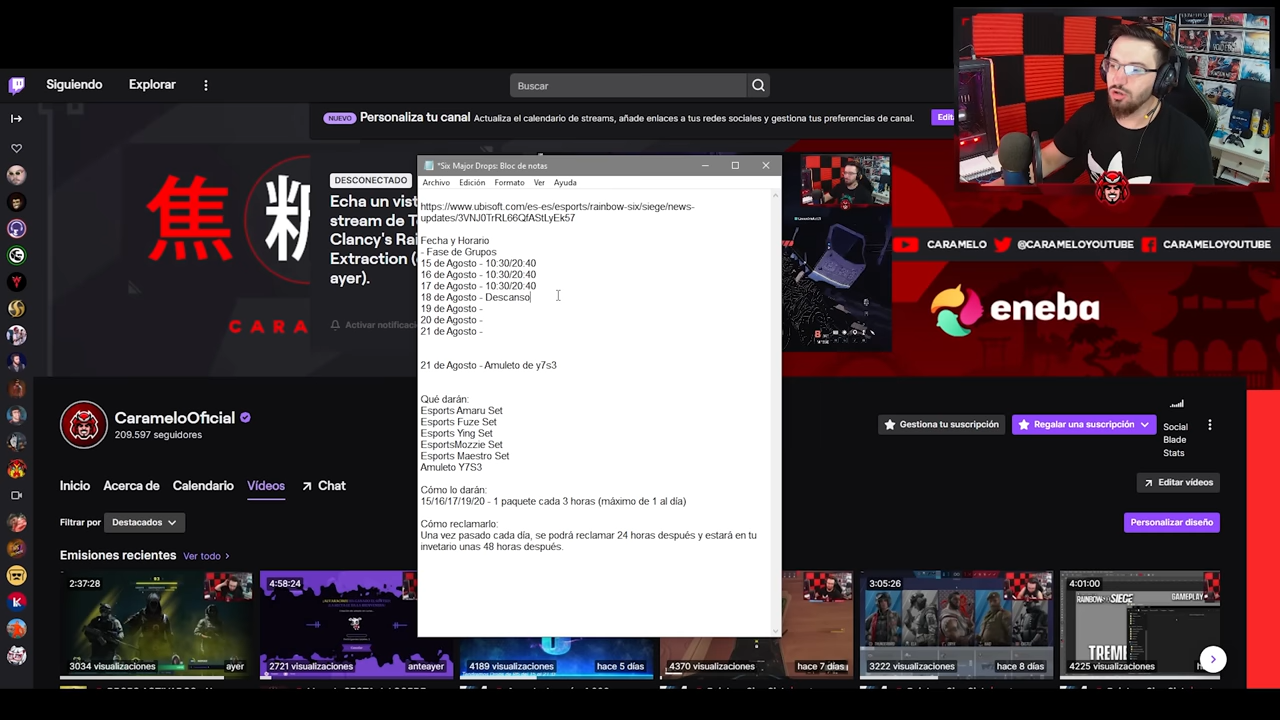 Siguiendo
Explorar
Buscar
NUEVO Personaliza tu canal Actualiza el calendario de streams, añade enlaces a tus redes sociales y gestiona tus preferencias de canal.
DESCONECTADO
Echa un vist
stream de To
Clancy's Rai
Extraction (
ayer).
Activar notificaci
焦
糊
CARA
*Six Major Drops: Bloc de notas
Archivo Edición Formato Ver Ayuda
https://www.ubisoft.com/es-es/esports/rainbow-six/siege/news-
updates/3VNJ0TrRL66QfAStLyEk57
Fecha y Horario
- Fase de Grupos
15 de Agosto - 10:30/20:40
16 de Agosto - 10:30/20:40
17 de Agosto - 10:30/20:40
18 de Agosto - Descanso
19 de Agosto -
20 de Agosto -
21 de Agosto -
21 de Agosto - Amuleto de y7s3
Qué darán:
Esports Amaru Set
Esports Fuze Set
Esports Ying Set
EsportsMozzie Set
Esports Maestro Set
Amuleto Y7S3
Cómo lo darán:
15/16/17/19/20 - 1 paquete cada 3 horas (máximo de 1 al día)
Cómo reclamarlo:
Una vez pasado cada día, se podrá reclamar 24 horas después y estará en tu
invetario unas 48 horas después.
CARAMELO @CARAMELOYOUTUBE /CARAMELOYOUTUBE
eneba
CarameloOficial
209.597 seguidores
Gestiona tu suscripción
Regalar una suscripción
Social
Blade
Stats
Inicio Acerca de Calendario Vídeos Chat
Editar vídeos
Filtrar por Destacados
Personalizar diseño
Emisiones recientes Ver todo
2:37:28
4:58:24
3:05:26
4:01:00
RAINBOW SIEGE GAMEPLAY
3034 visualizaciones ayer
2721 visualizaciones anteayer
4189 visualizaciones hace 5 días
4370 visualizaciones hace 7 días
3222 visualizaciones hace 8 días
4225 visualizaciones